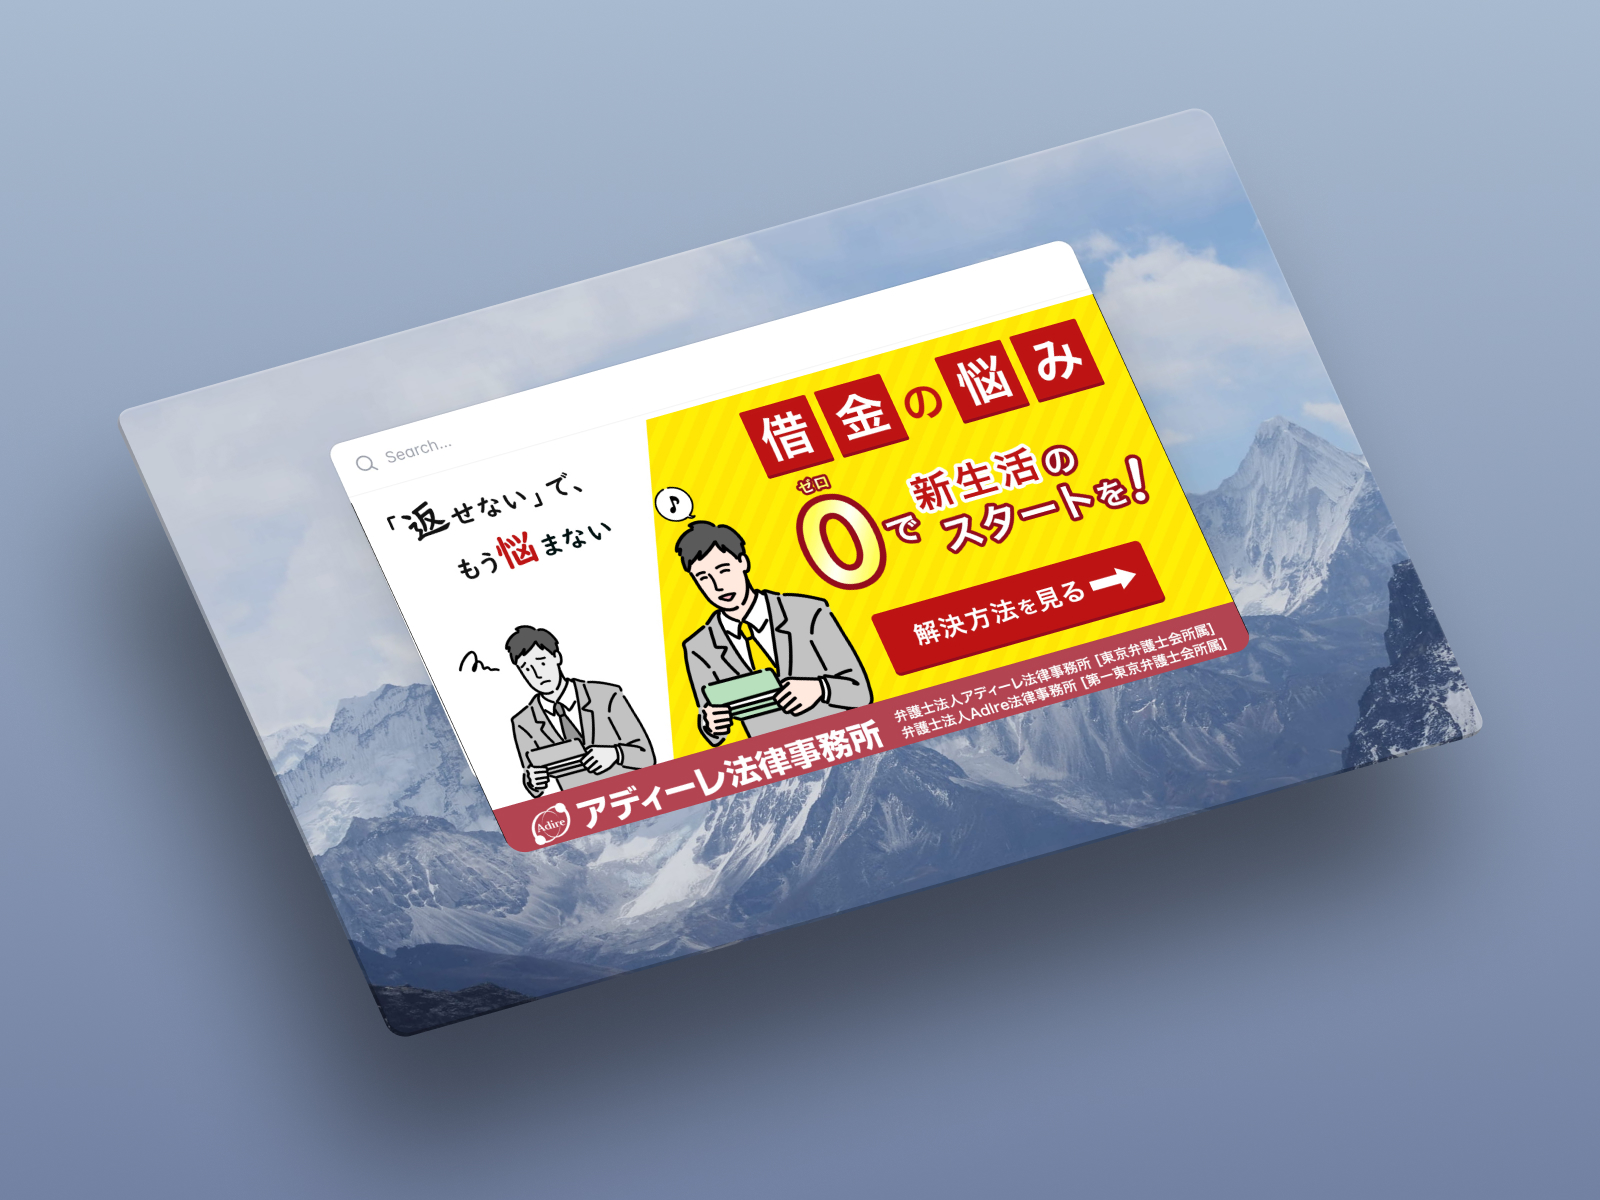 Search...
「返せない」で、
もう悩まない
借金の悩み
ゼロ
0で
新生活の
スタートを!
解決方法を見る
Adire
アディーレ法律事務所
弁護士法人アディーレ法律事務所 [東京弁護士会所属]
弁護士法人AdIre法律事務所 [第一東京弁護士会所属]